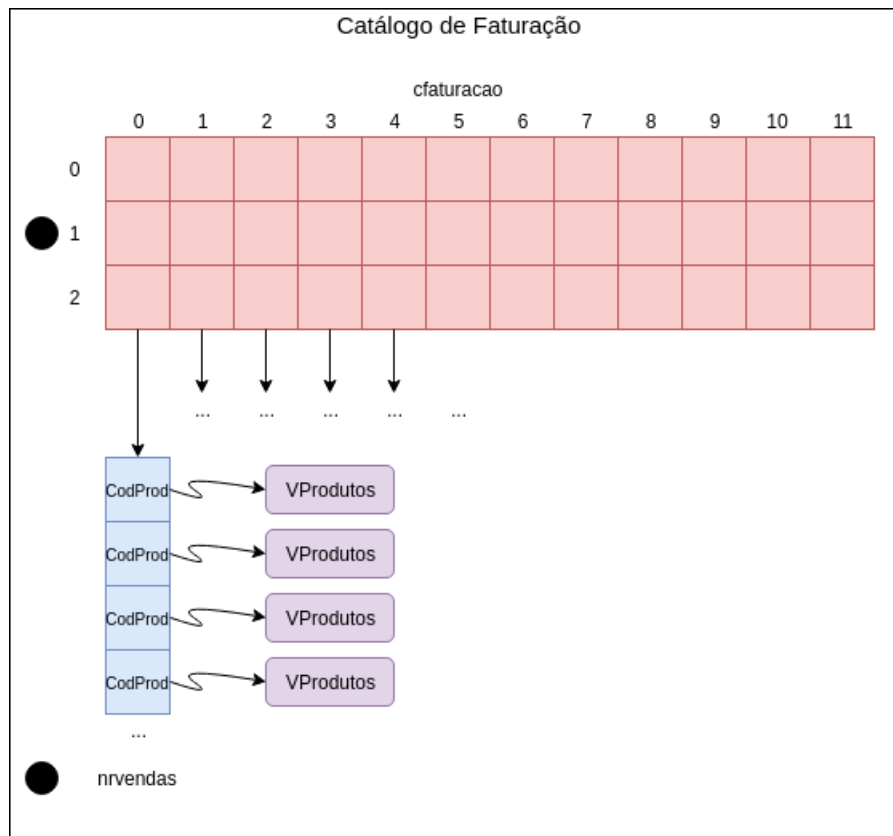 Catálogo de Faturação
cfaturacao
0 1 2 3 4 5 6 7 8 9 10 11
0
1
2
... ... ... ... ...
CodProd VProdutos
CodProd VProdutos
CodProd VProdutos
CodProd VProdutos
...
nrvendas